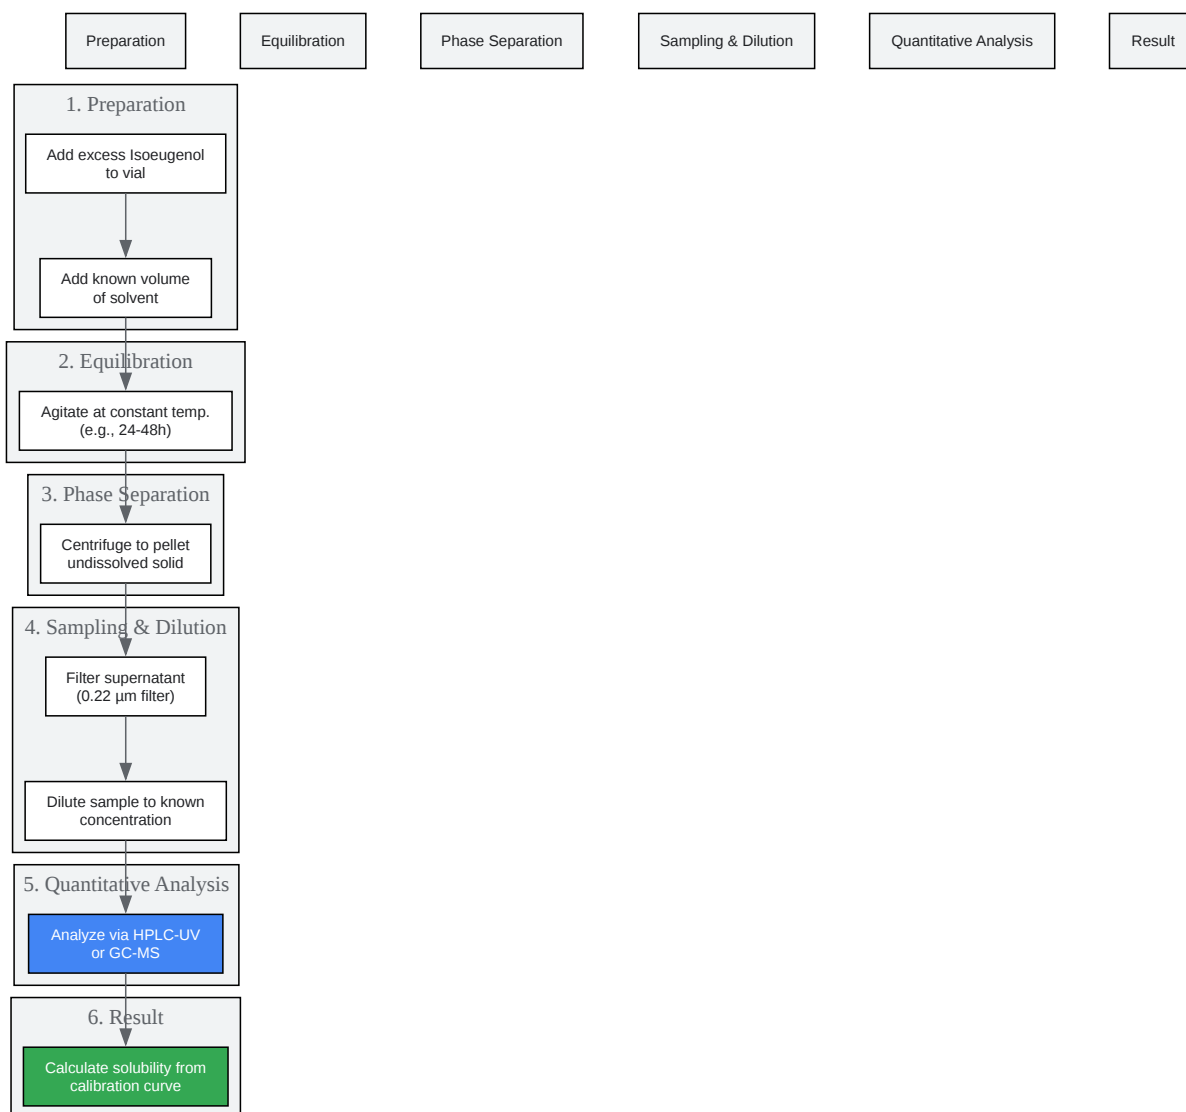 Preparation
Equilibration
Phase Separation
Sampling & Dilution
Quantitative Analysis
Result
1. Preparation
Add excess Isoeugenol
to vial
Add known volume
of solvent
2. Equilibration
Agitate at constant temp.
(e.g., 24-48h)
3. Phase Separation
Centrifuge to pellet
undissolved solid
4. Sampling & Dilution
Filter supernatant
(0.22 µm filter)
Dilute sample to known
concentration
5. Quantitative Analysis
Analyze via HPLC-UV
or GC-MS
6. Result
Calculate solubility from
calibration curve